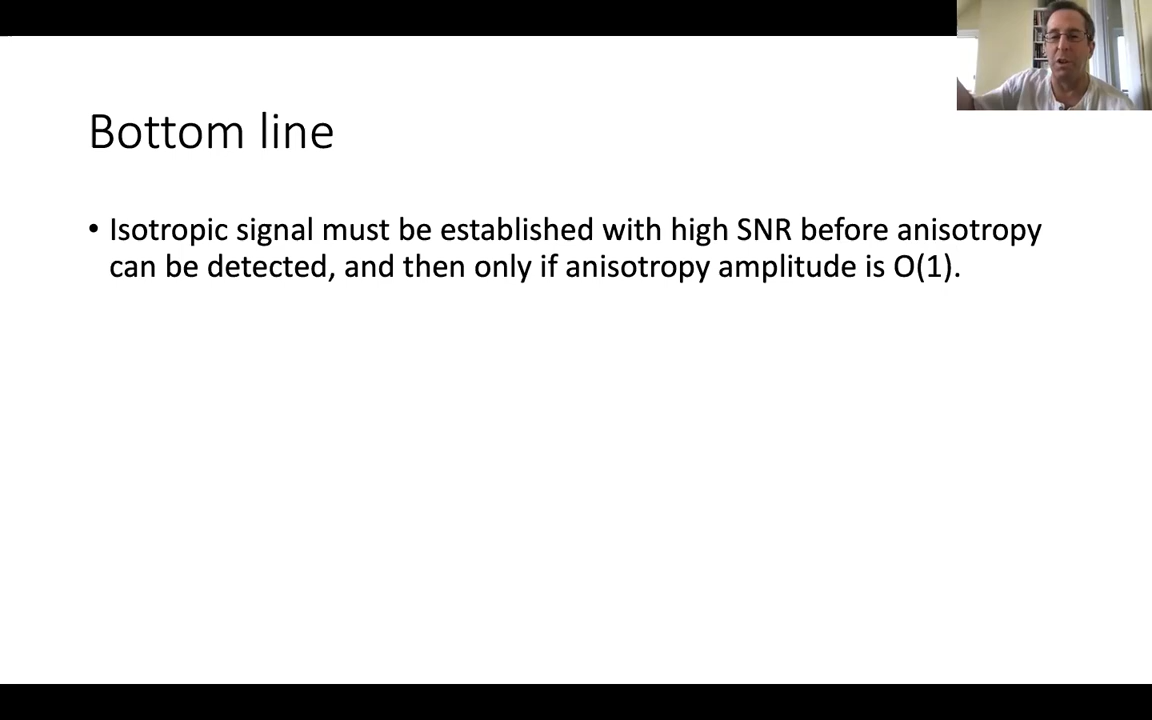 Bottom line
• Isotropic signal must be established with high SNR before anisotropy
can be detected, and then only if anisotropy amplitude is O(1).